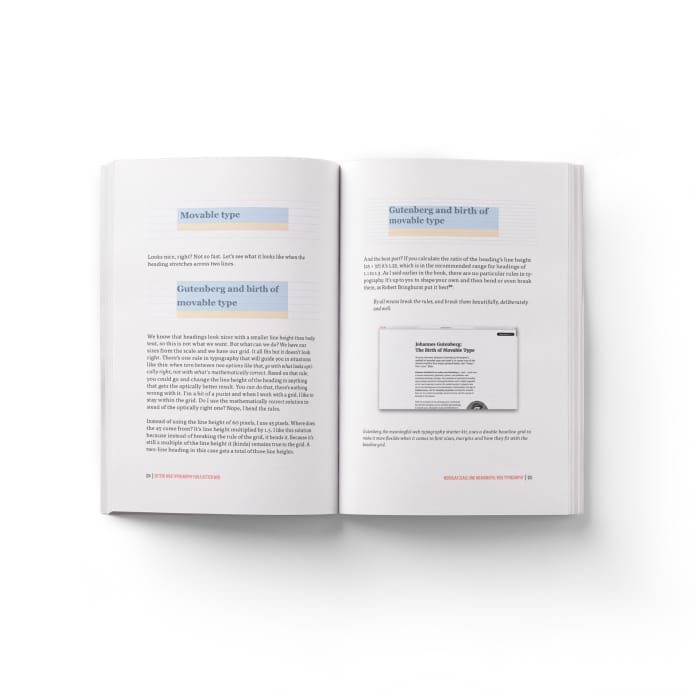 Movable type
Looks nice, right? Not so fast. Let's see what it looks like when the
heading stretches across two lines.
Gutenberg and birth of
movable type
We know that headings look nicer with a smaller line height than body
text, so this is not what we want. But what can we do? We have our
sizes from the scale and we have our grid. It all fits but it doesn't look
right. There's one rule in typography that will guide you in situations
like this: when torn between two options like that, go with what looks opti-
cally right, not with what's mathematically correct. Based on that rule,
you could go and change the line height of the heading to anything
that gets the optically better result. You can do that, there's nothing
wrong with it. I'm a bit of a purist and when I work with a grid, I like to
stay within the grid. Do I use the mathematically correct solution in-
stead of the optically right one? Nope, I bend the rules.
Instead of using the line height of 60 pixels, I use 45 pixels. Where does
the 45 come from? It's line height multiplied by 1.5. I like this solution
because instead of breaking the rule of the grid, it bends it. Because it's
still a multiple of the line height it (kinda) remains true to the grid. A
two-line heading in this case gets a total of three line heights.
BETTER WEB TYPOGRAPHY FOR A BETTER WEB
Gutenberg and birth of
movable type
And the best part? If you calculate the ratio of the heading's line height
which is in the recommended range for headings of
As I said earlier in the book, there are no particular rules in ty-
pography. It's up to you to shape your own and then bend or even break
them, as Robert Bringhurst put it best
By all means break the rules, and break them beautifully, deliberately
and well.
Johannes Gutenberg:
The Birth of Movable Type
Gutenberg, the meaningful web typography starter kit, uses a double baseline grid to
make it more flexible when it comes to font sizes, margins and how they fit with the
baseline grid.
MODULAR SCALE AND MEANINGFUL WEB TYPOGRAPHY